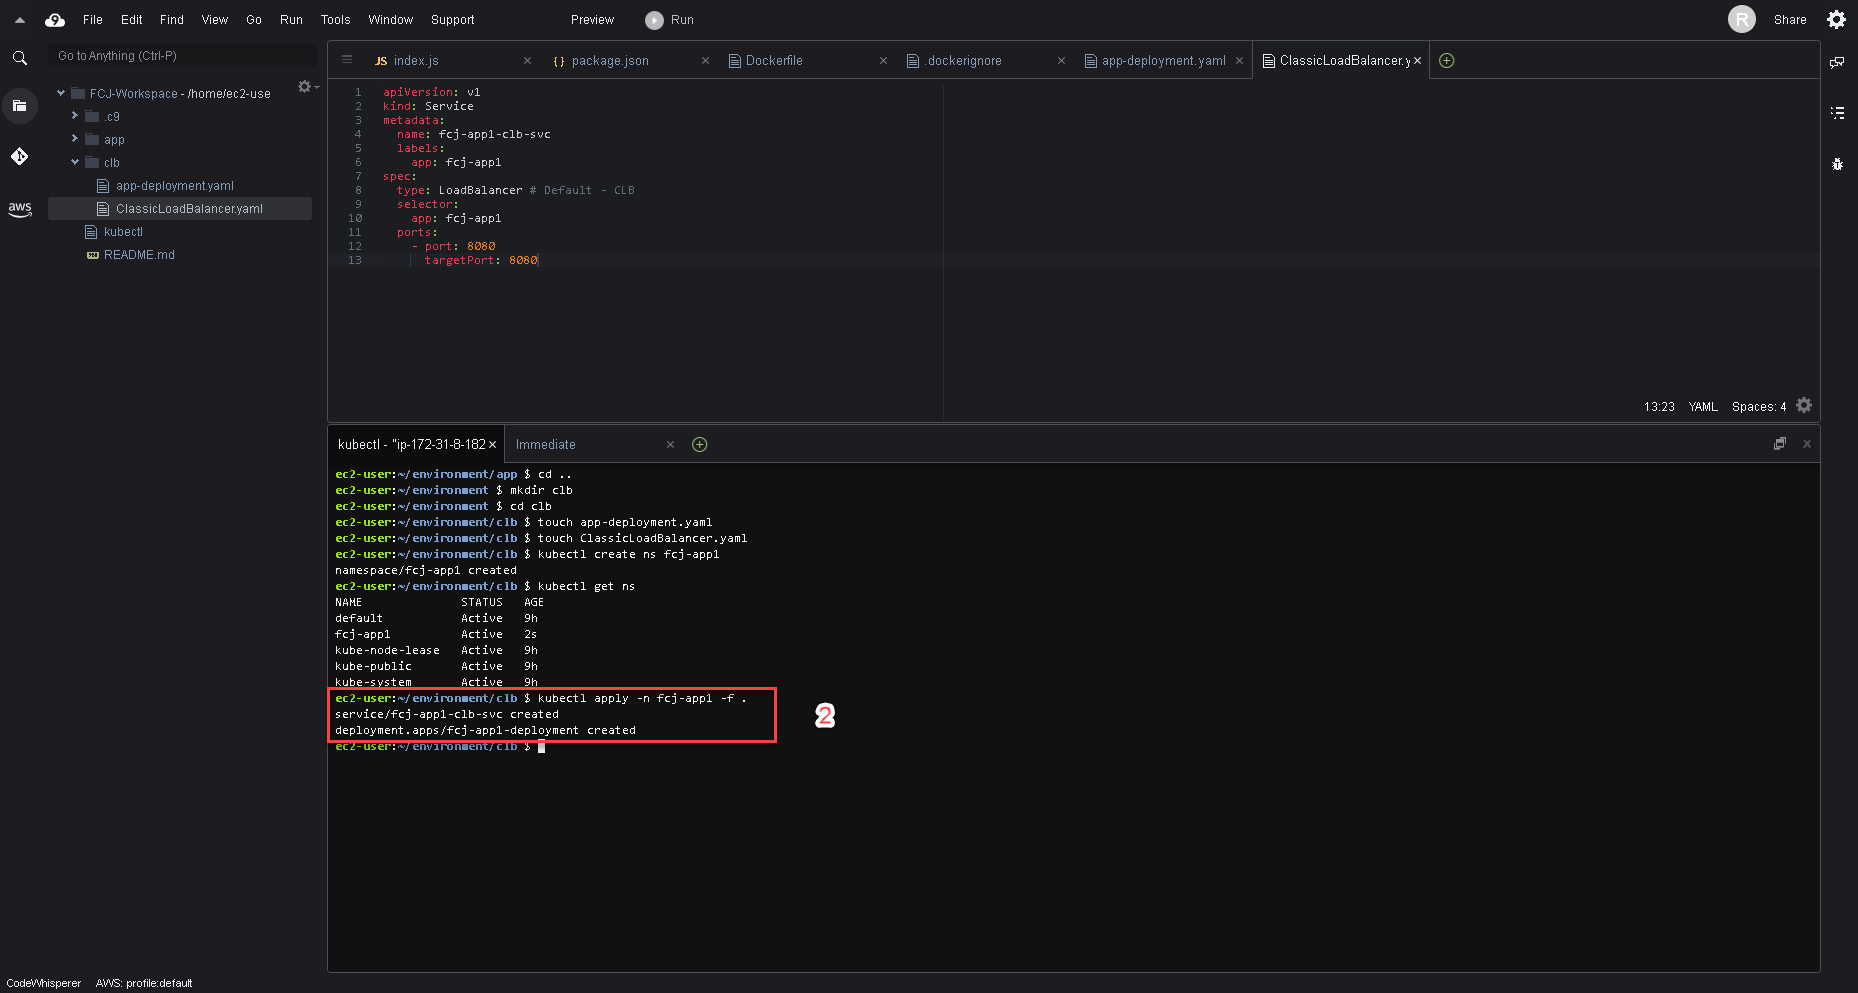 File Edit Find View Go Run Tools Window Support Preview Run R Share
Go to Anything (Ctrl-P)
FCJ-Workspace - /home/ec2-use
.c9
app
clb
app-deployment.yaml
ClassicLoadBalancer.yaml
kubectl
README.md
aws
JS index.js × {} package.json × Dockerfile × .dockerignore × app-deployment.yaml × ClassicLoadBalancer.y ×
1 apiVersion: v1
2 kind: Service
3 metadata:
4 name: fcj-app1-clb-svc
5 labels:
6 app: fcj-app1
7 spec:
8 type: LoadBalancer # Default - CLB
9 selector:
10 app: fcj-app1
11 ports:
12 - port: 8080
13 targetPort: 8080
13:23 YAML Spaces: 4
kubectl - "ip-172-31-8-182 × Immediate ×
ec2-user:~/environment/app $ cd ..
ec2-user:~/environment $ mkdir clb
ec2-user:~/environment $ cd clb
ec2-user:~/environment/clb $ touch app-deployment.yaml
ec2-user:~/environment/clb $ touch ClassicLoadBalancer.yaml
ec2-user:~/environment/clb $ kubectl create ns fcj-app1
namespace/fcj-app1 created
ec2-user:~/environment/clb $ kubectl get ns
NAME STATUS AGE
default Active 9h
fcj-app1 Active 2s
kube-node-lease Active 9h
kube-public Active 9h
kube-system Active 9h
ec2-user:~/environment/clb $ kubectl apply -n fcj-app1 -f .
service/fcj-app1-clb-svc created
deployment.apps/fcj-app1-deployment created
ec2-user:~/environment/clb $
2
CodeWhisperer AWS: profile:default